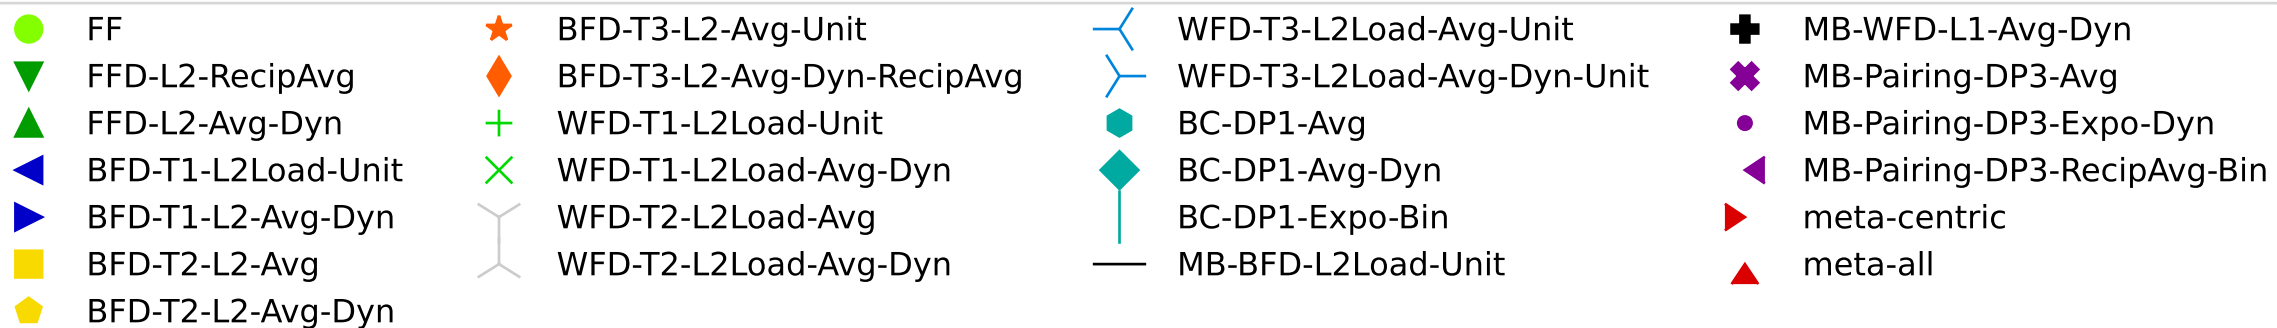 FF
FFD-L2-RecipAvg
FFD-L2-Avg-Dyn
BFD-T1-L2Load-Unit
BFD-T1-L2-Avg-Dyn
BFD-T2-L2-Avg
BFD-T2-L2-Avg-Dyn
BFD-T3-L2-Avg-Unit
BFD-T3-L2-Avg-Dyn-RecipAvg
WFD-T1-L2Load-Unit
WFD-T1-L2Load-Avg-Dyn
WFD-T2-L2Load-Avg
WFD-T2-L2Load-Avg-Dyn
WFD-T3-L2Load-Avg-Unit
WFD-T3-L2Load-Avg-Dyn-Unit
BC-DP1-Avg
BC-DP1-Avg-Dyn
BC-DP1-Expo-Bin
MB-BFD-L2Load-Unit
MB-WFD-L1-Avg-Dyn
MB-Pairing-DP3-Avg
MB-Pairing-DP3-Expo-Dyn
MB-Pairing-DP3-RecipAvg-Bin
meta-centric
meta-all